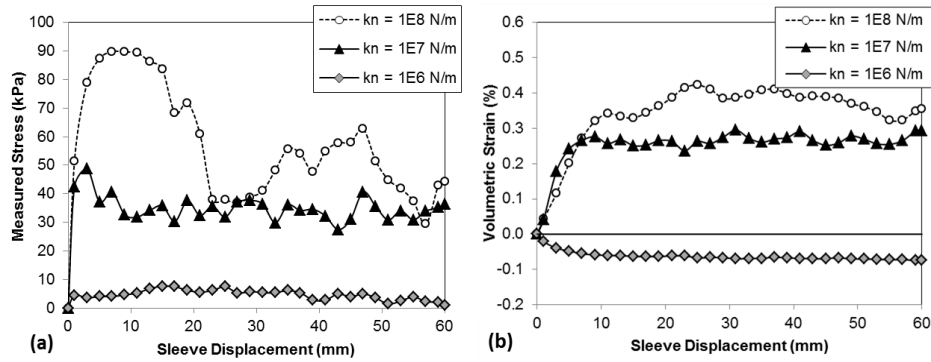 100
90
80
70
60
50
40
30
20
10
0
0 10 20 30 40 50 60
Measured Stress (kPa)
Sleeve Displacement (mm)
kn = 1E8 N/m
kn = 1E7 N/m
kn = 1E6 N/m
(a)
0.6
0.5
0.4
0.3
0.2
0.1
0.0
-0.1
-0.2
0 10 20 30 40 50 60
Volumetric Strain (%)
Sleeve Displacement (mm)
kn = 1E8 N/m
kn = 1E7 N/m
kn = 1E6 N/m
(b)